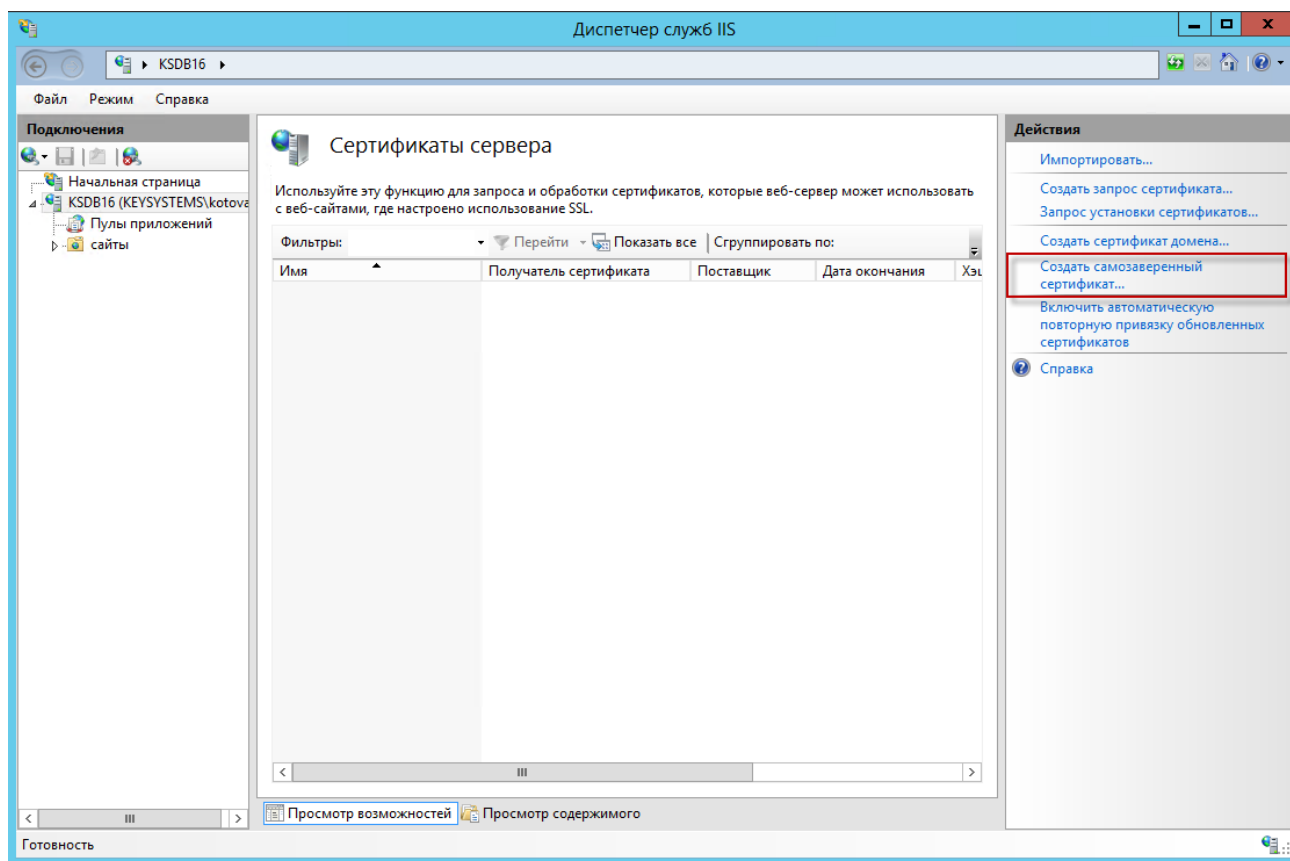 Диспетчер служб IIS
KSDB16
Файл Режим Справка
Подключения
Начальная страница
KSDB16 (KEYSYSTEMS\kotova
Пулы приложений
сайты
Сертификаты сервера
Используйте эту функцию для запроса и обработки сертификатов, которые веб-сервер может использовать
с веб-сайтами, где настроено использование SSL.
Фильтры: Перейти Показать все Сгруппировать по:
Имя Получатель сертификата Поставщик Дата окончания Хэш
Просмотр возможностей Просмотр содержимого
Действия
Импортировать...
Создать запрос сертификата...
Запрос установки сертификатов...
Создать сертификат домена...
Создать самозаверенный
сертификат...
Включить автоматическую
повторную привязку обновленных
сертификатов
Справка
Готовность